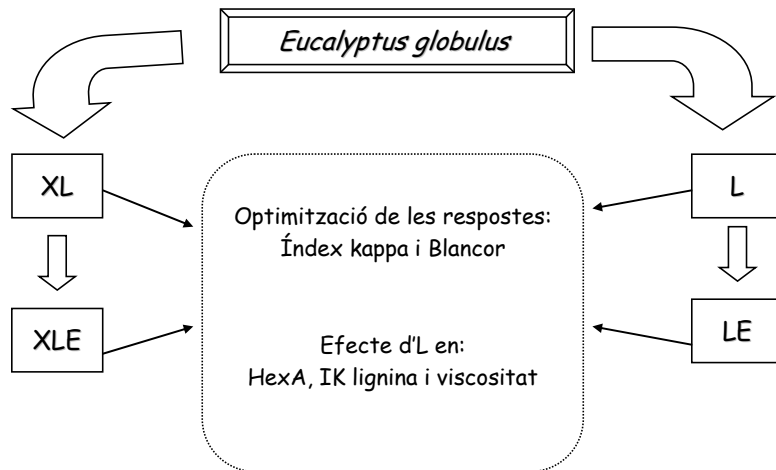 Eucalyptus globulus
XL
L
Optimització de les respostes:
Índex kappa i Blancor
XLE
LE
Efecte d'L en:
HexA, IK lignina i viscositat